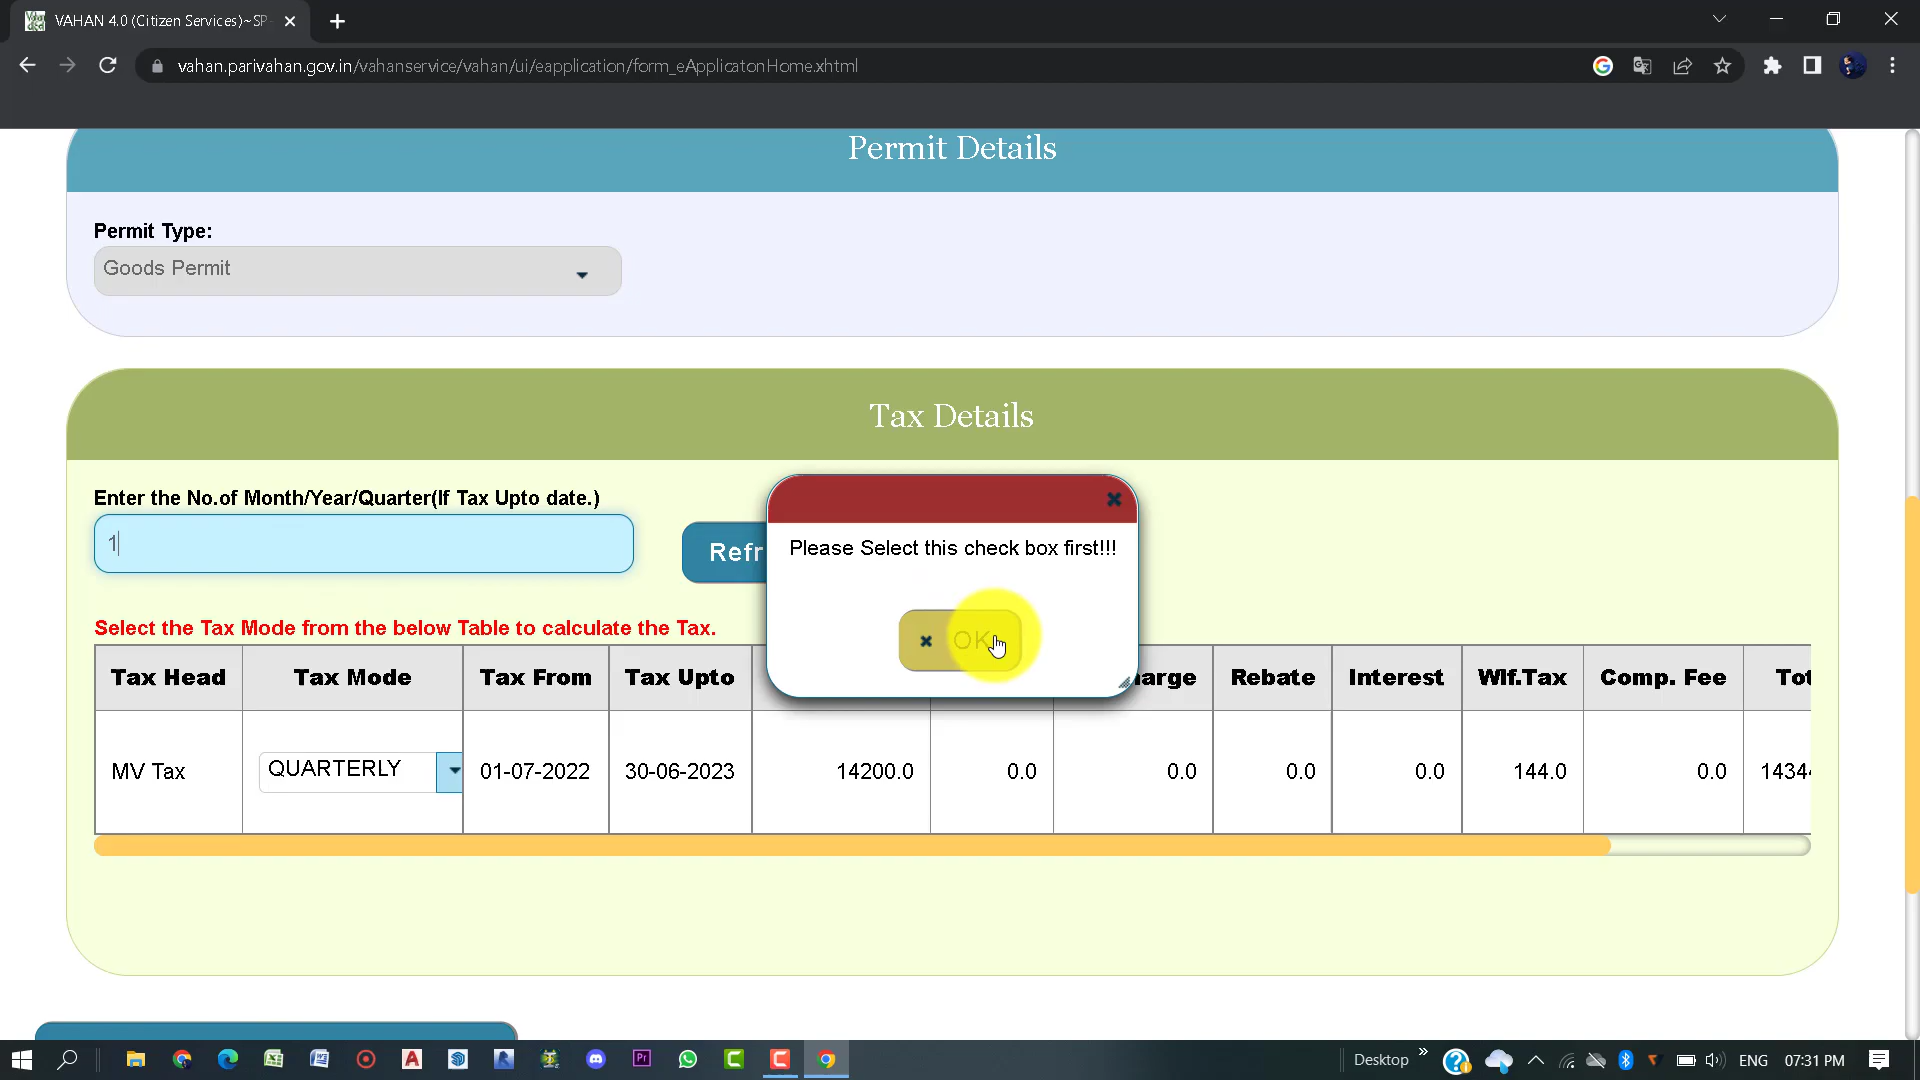 VAHAN 4.0 (Citizen Services)~SP-
vahan.parivahan.gov.in/vahanservice/vahan/ui/eapplication/form_eApplicatonHome.xhtml
Permit Details
Permit Type:
Goods Permit
Tax Details
Enter the No.of Month/Year/Quarter(If Tax Upto date.)
1
Refr
Please Select this check box first!!!
OK
Select the Tax Mode from the below Table to calculate the Tax.
Tax Head Tax Mode Tax From Tax Upto arge Rebate Interest Wlf.Tax Comp. Fee Tot
MV Tax QUARTERLY 01-07-2022 30-06-2023 14200.0 0.0 0.0 0.0 0.0 144.0 0.0 14344
Desktop ENG 07:31 PM